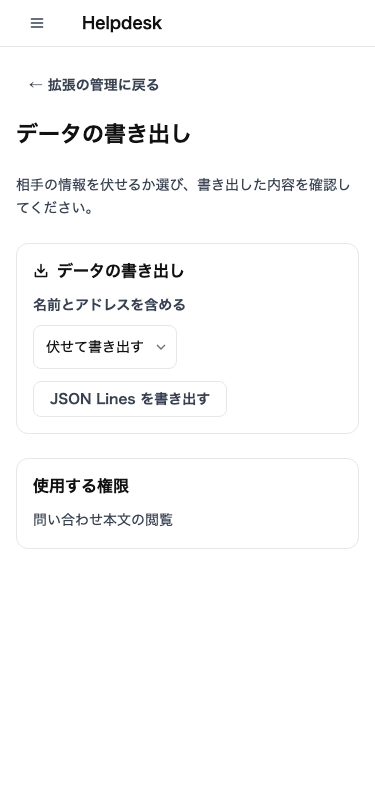 Helpdesk
← 拡張の管理に戻る
データの書き出し
相手の情報を伏せるか選び、書き出した内容を確認し
てください。
データの書き出し
名前とアドレスを含める
伏せて書き出す
JSON Lines を書き出す
使用する権限
問い合わせ本文の閲覧